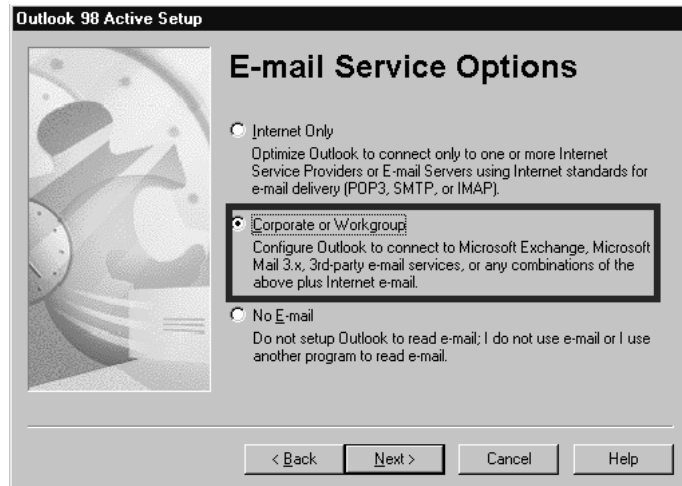 Outlook 98 Active Setup
E-mail Service Options
Internet Only
Optimize Outlook to connect only to one or more Internet
Service Providers or E-mail Servers using Internet standards for
e-mail delivery (POP3, SMTP, or IMAP).
Corporate or Workgroup
Configure Outlook to connect to Microsoft Exchange, Microsoft
Mail 3.x, 3rd-party e-mail services, or any combinations of the
above plus Internet e-mail.
No E-mail
Do not setup Outlook to read e-mail; I do not use e-mail or I use
another program to read e-mail.
< Back Next > Cancel Help